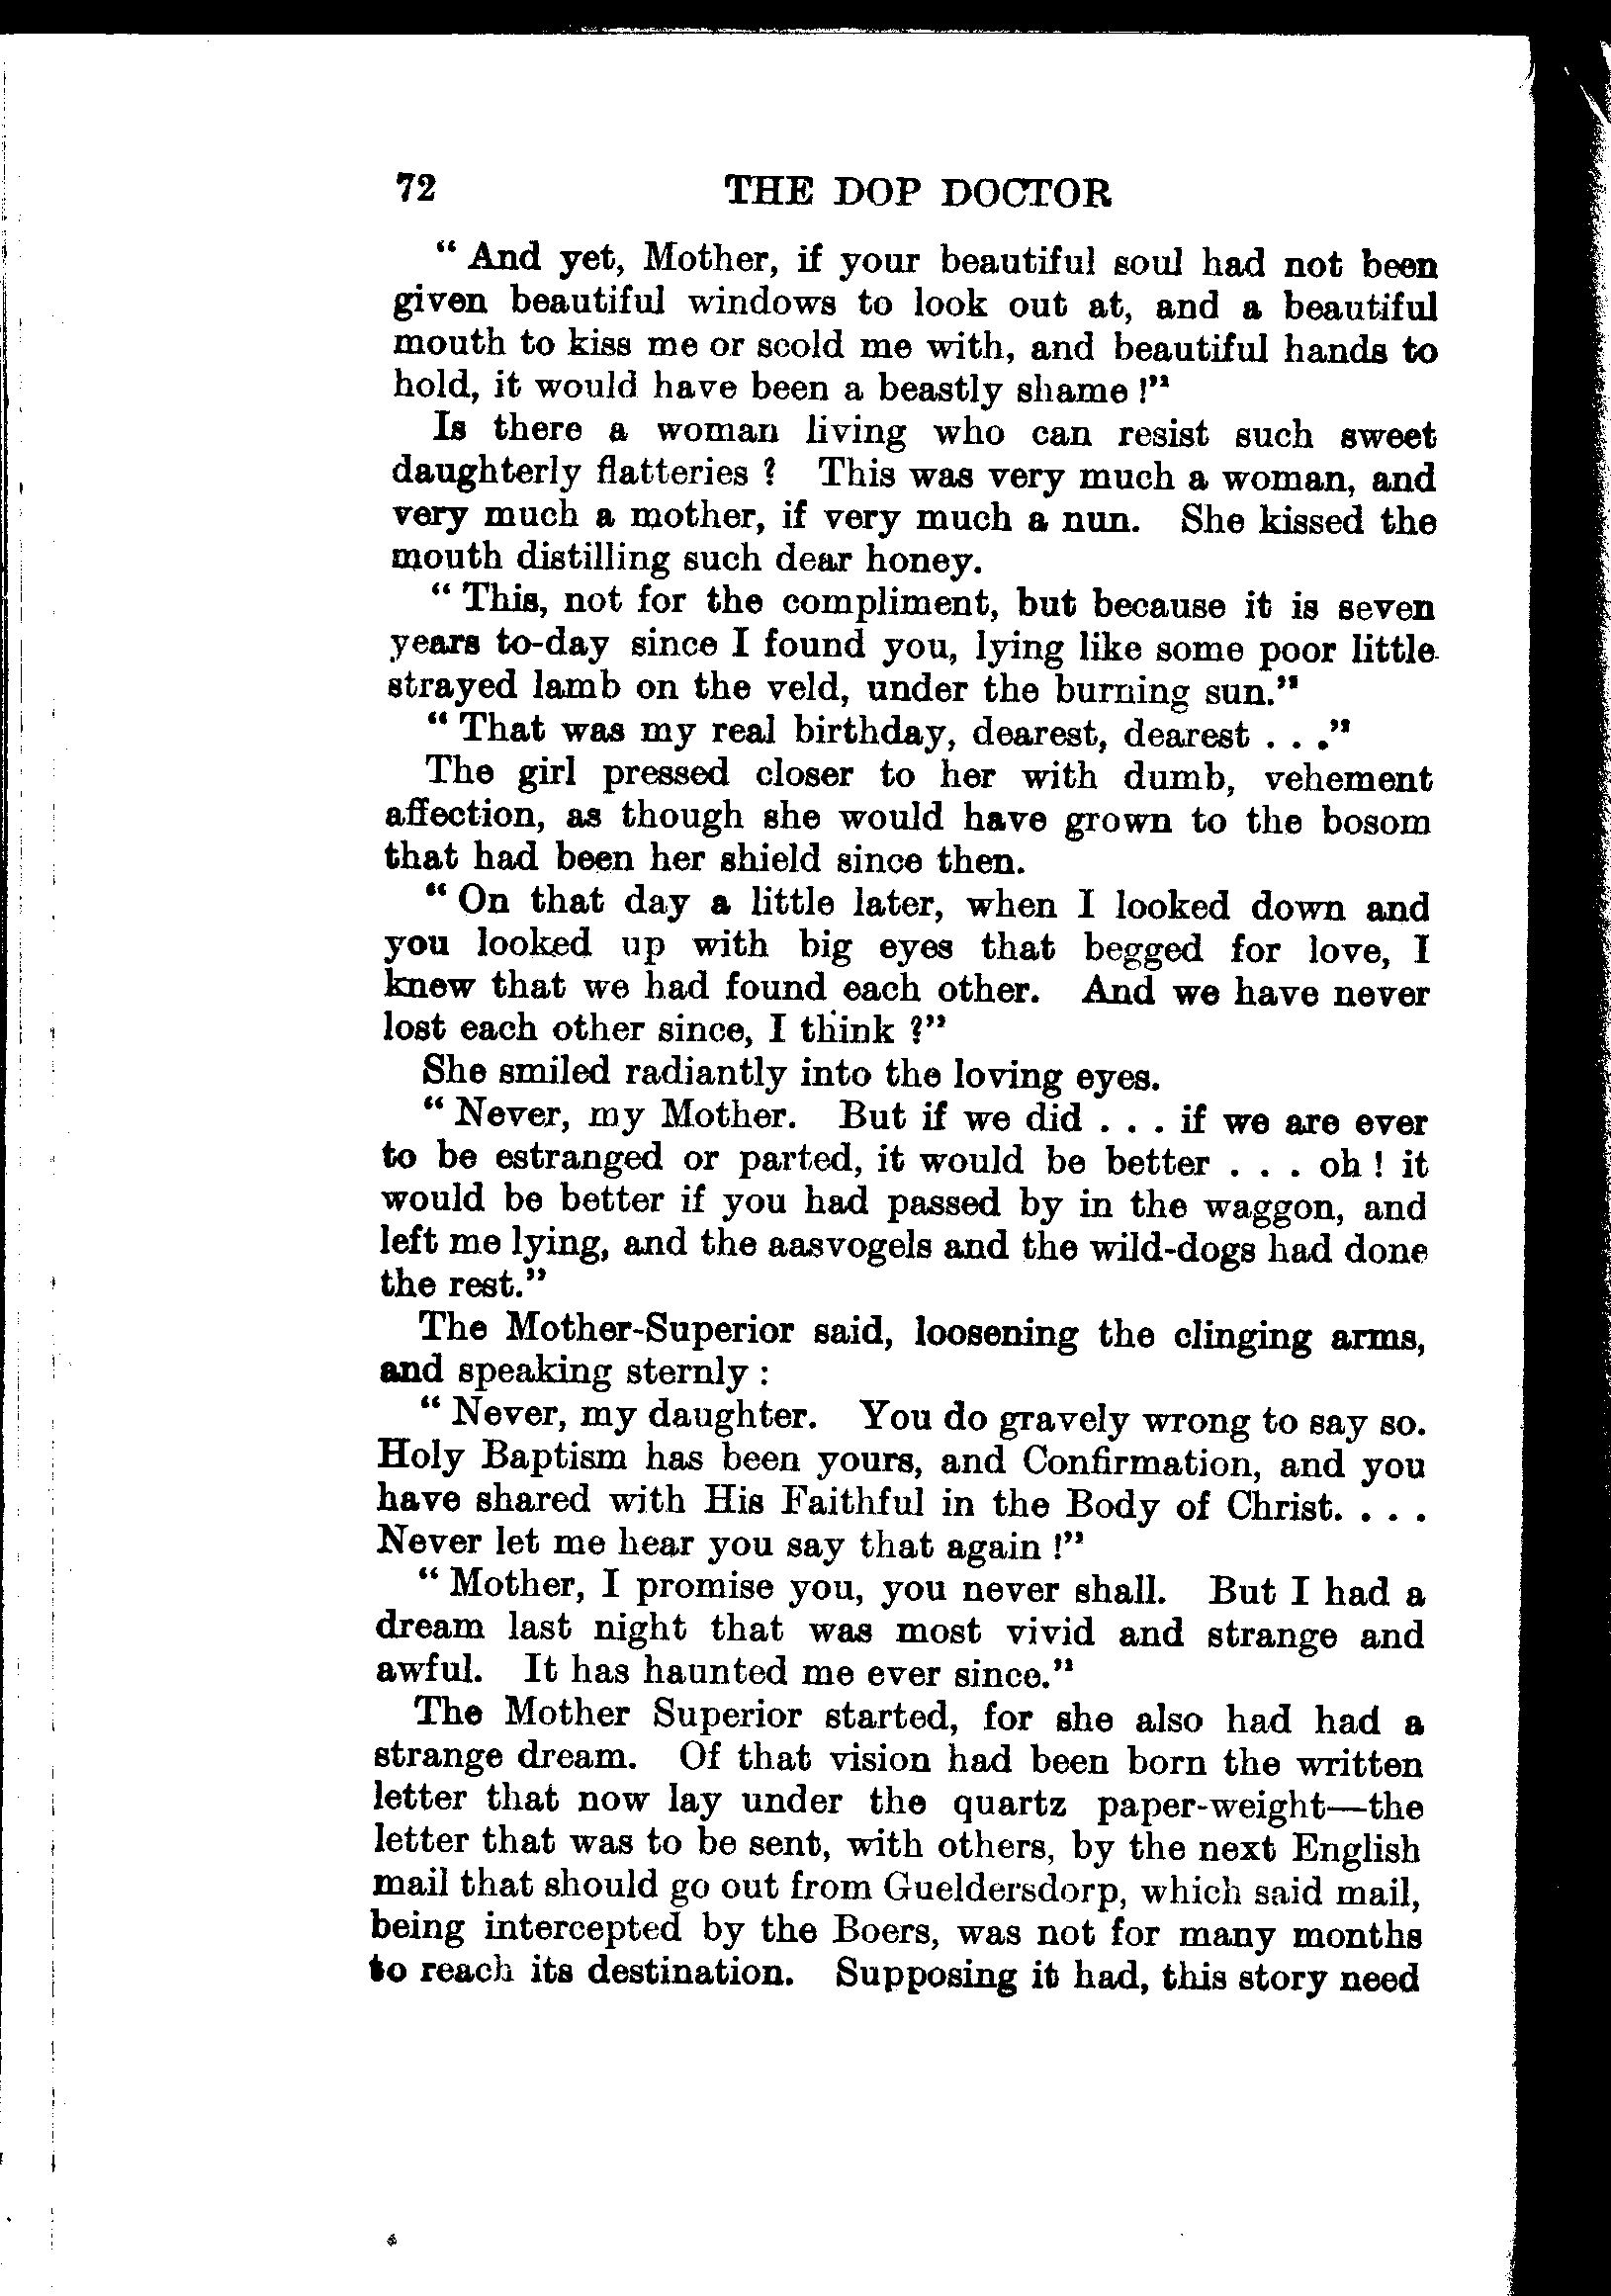 72 THE DOP DOCTOR
" And yet, Mother, if your beautiful soul had not been
given beautiful windows to look out at, and a beautiful
mouth to kiss me or scold me with, and beautiful hands to
hold, it would have been a beastly shame !"
Is there a woman living who can resist such sweet
daughterly flatteries ? This was very much a woman, and
very much a mother, if very much a nun. She kissed the
mouth distilling such dear honey.
" This, not for the compliment, but because it is seven
years to-day since I found you, lying like some poor little
strayed lamb on the veld, under the burning sun."
" That was my real birthday, dearest, dearest . . ."
The girl pressed closer to her with dumb, vehement
affection, as though she would have grown to the bosom
that had been her shield since then.
" On that day a little later, when I looked down and
you looked up with big eyes that begged for love, I
knew that we had found each other. And we have never
lost each other since, I think ?"
She smiled radiantly into the loving eyes.
" Never, my Mother. But if we did . . . if we are ever
to be estranged or parted, it would be better . . . oh ! it
would be better if you had passed by in the waggon, and
left me lying, and the aasvogels and the wild-dogs had done
the rest."
The Mother-Superior said, loosening the clinging arms,
and speaking sternly :
" Never, my daughter. You do gravely wrong to say so.
Holy Baptism has been yours, and Confirmation, and you
have shared with His Faithful in the Body of Christ. . . .
Never let me hear you say that again !"
" Mother, I promise you, you never shall. But I had a
dream last night that was most vivid and strange and
awful. It has haunted me ever since."
The Mother Superior started, for she also had had a
strange dream. Of that vision had been born the written
letter that now lay under the quartz paper-weight—the
letter that was to be sent, with others, by the next English
mail that should go out from Gueldersdorp, which said mail,
being intercepted by the Boers, was not for many months
to reach its destination. Supposing it had, this story need